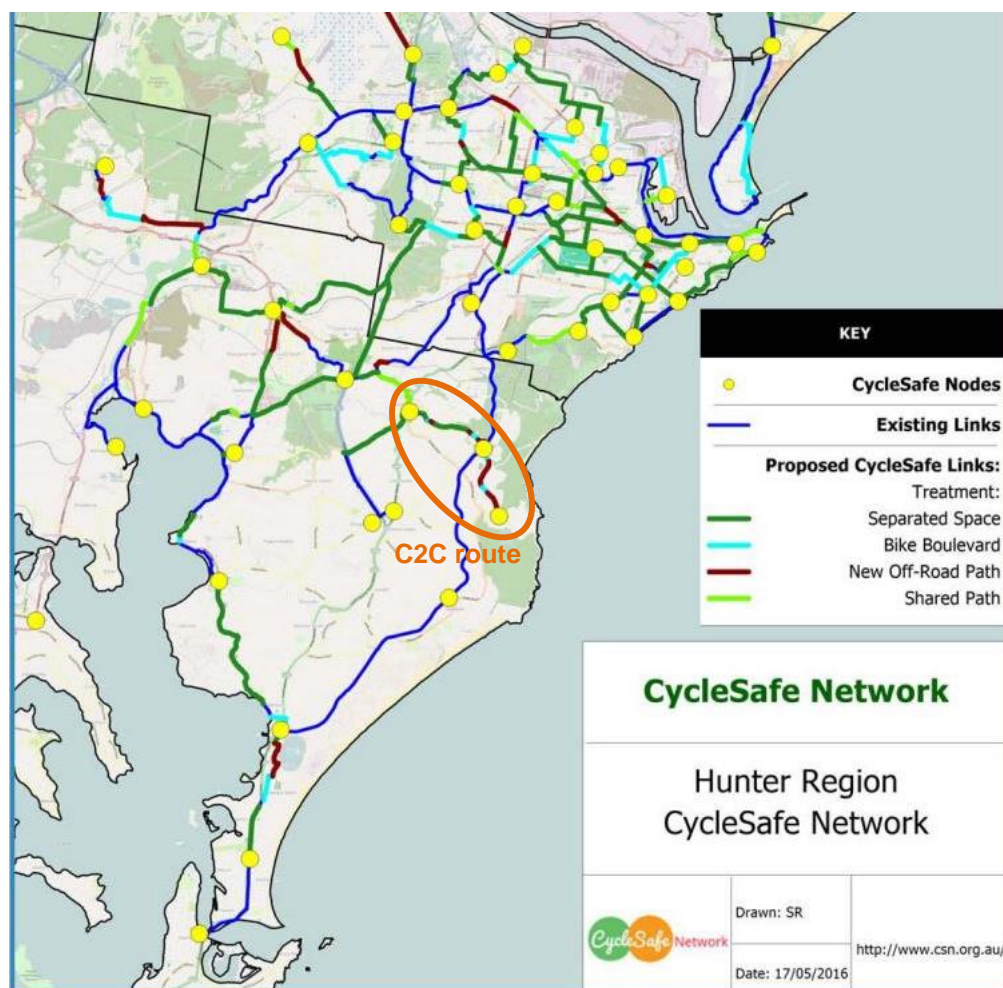 C2C route
KEY
CycleSafe Nodes
Existing Links
Proposed CycleSafe Links:
Treatment:
Separated Space
Bike Boulevard
New Off-Road Path
Shared Path
CycleSafe Network
Hunter Region
CycleSafe Network
CycleSafe Network
Drawn: SR
Date: 17/05/2016
http://www.csn.org.au/